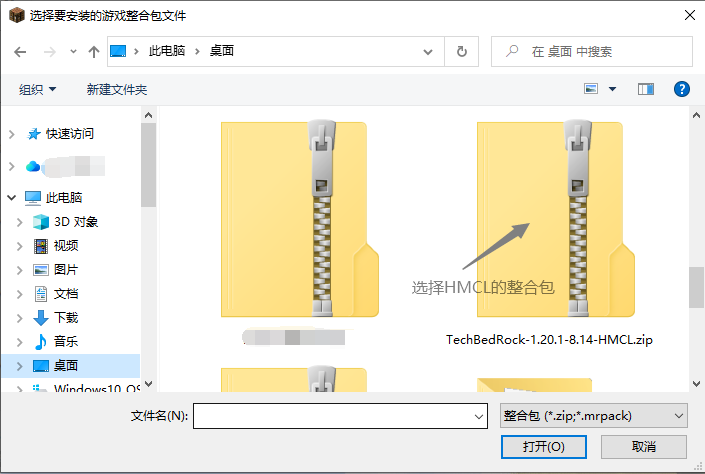 选择要安装的游戏整合包文件
此电脑
桌面
在 桌面 中搜索
组织
新建文件夹
快速访问
此电脑
3D 对象
视频
图片
文档
下载
音乐
桌面
选择HMCL的整合包
TechBedRock-1.20.1-8.14-HMCL.zip
文件名(N):
整合包 (*.zip;*.mrpack)
打开(O)
取消